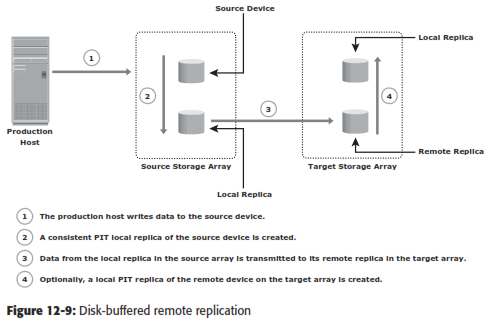 Source Device
Local Replica
1
2
3
4
Production
Host
Remote Replica
Source Storage Array
Target Storage Array
Local Replica
1 The production host writes data to the source device.
2 A consistent PIT local replica of the source device is created.
3 Data from the local replica in the source array is transmitted to its remote replica in the target array.
4 Optionally, a local PIT replica of the remote device on the target array is created.
Figure 12-9: Disk-buffered remote replication